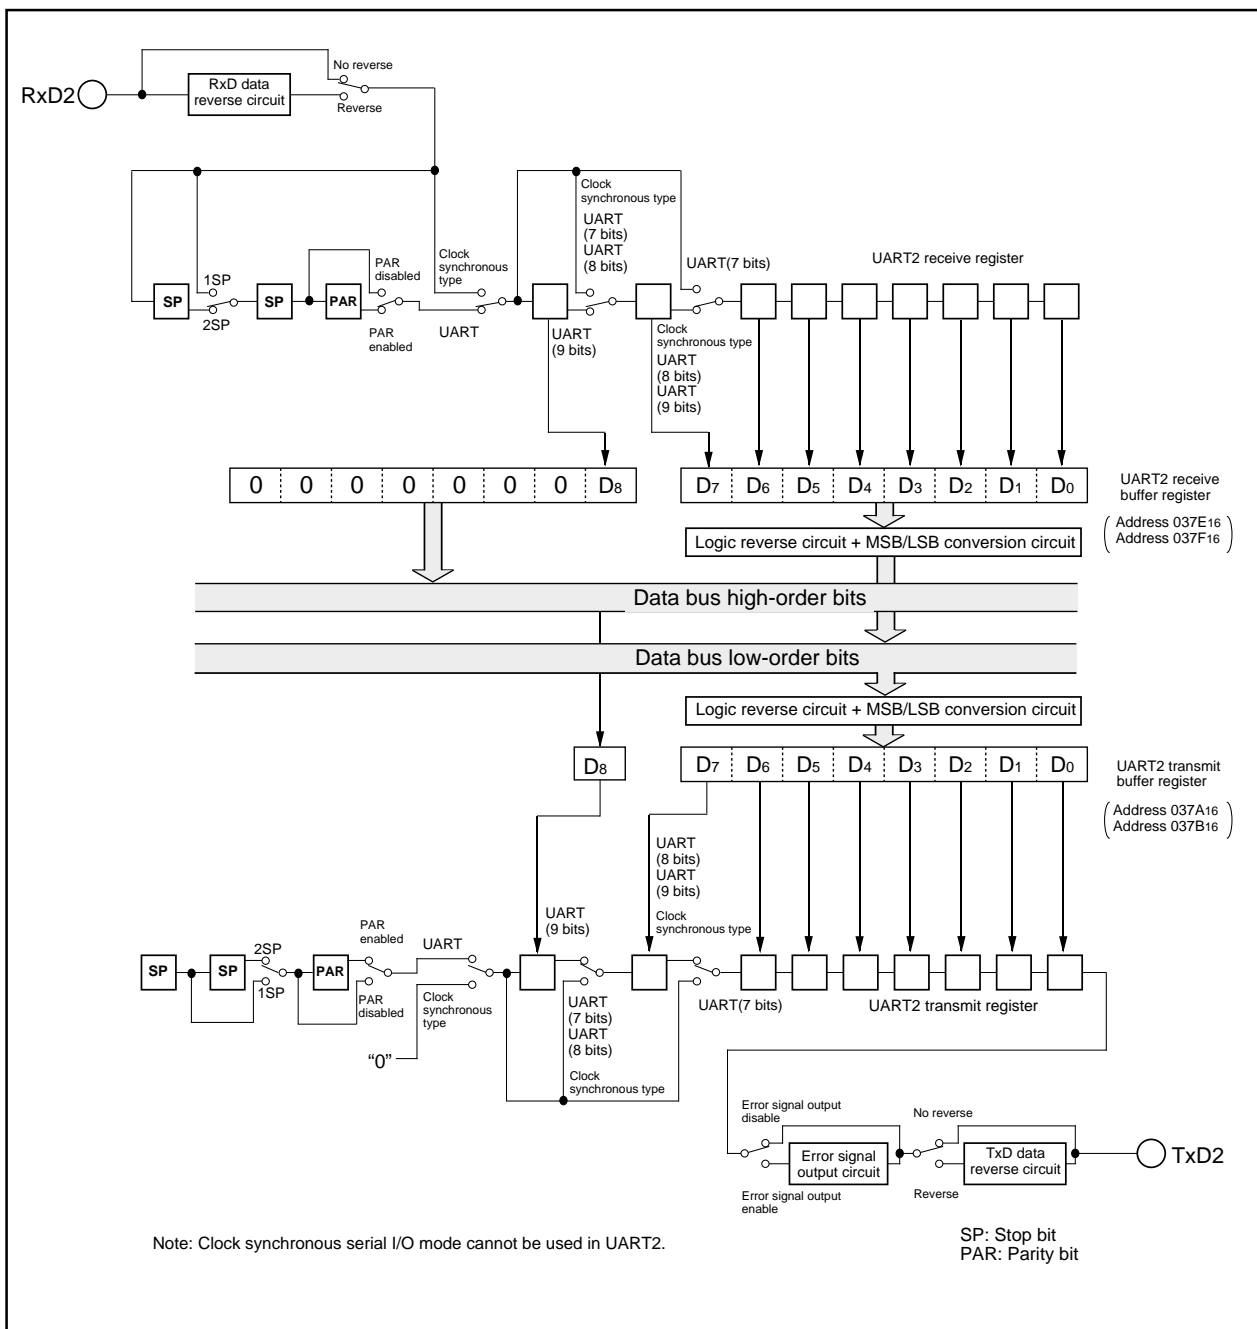 No reverse
RxD2
RxD data
reverse circuit
Reverse
Clock
synchronous type
UART
(7 bits)
UART
(8 bits)
PAR
disabled
Clock
synchronous
type
UART(7 bits)
UART2 receive register
1SP
SP
SP
PAR
2SP
PAR
enabled
UART
UART
(9 bits)
Clock
synchronous type
UART
(8 bits)
UART
(9 bits)
0 0 0 0 0 0 0 D8
D7 D6 D5 D4 D3 D2 D1 D0
UART2 receive
buffer register
Address 037E16
Address 037F16
Logic reverse circuit + MSB/LSB conversion circuit
Data bus high-order bits
Data bus low-order bits
Logic reverse circuit + MSB/LSB conversion circuit
D8
D7 D6 D5 D4 D3 D2 D1 D0
UART2 transmit
buffer register
Address 037A16
Address 037B16
UART
(8 bits)
UART
(9 bits)
UART
(9 bits)
Clock
synchronous type
PAR
enabled
UART
2SP
SP
SP
PAR
1SP
PAR
disabled
Clock
synchronous
type
“0”
UART
(7 bits)
UART
(8 bits)
Clock
synchronous type
UART(7 bits)
UART2 transmit register
Error signal output
disable
No reverse
Error signal
output circuit
TxD data
reverse circuit
TxD2
Error signal output
enable
Reverse
Note: Clock synchronous serial I/O mode cannot be used in UART2.
SP: Stop bit
PAR: Parity bit